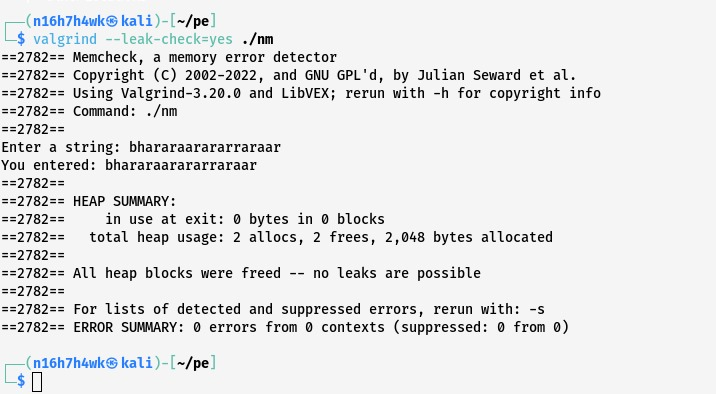 ┌──(n16h7h4wk㉿kali)-[~/pe]
└─$ valgrind --leak-check=yes ./nm
==2782== Memcheck, a memory error detector
==2782== Copyright (C) 2002-2022, and GNU GPL'd, by Julian Seward et al.
==2782== Using Valgrind-3.20.0 and LibVEX; rerun with -h for copyright info
==2782== Command: ./nm
==2782==
Enter a string: bhararaararararraraar
You entered: bhararaarararraraar
==2782==
==2782== HEAP SUMMARY:
==2782==     in use at exit: 0 bytes in 0 blocks
==2782==   total heap usage: 2 allocs, 2 frees, 2,048 bytes allocated
==2782==
==2782== All heap blocks were freed -- no leaks are possible
==2782==
==2782== For lists of detected and suppressed errors, rerun with: -s
==2782== ERROR SUMMARY: 0 errors from 0 contexts (suppressed: 0 from 0)
┌──(n16h7h4wk㉿kali)-[~/pe]
└─$